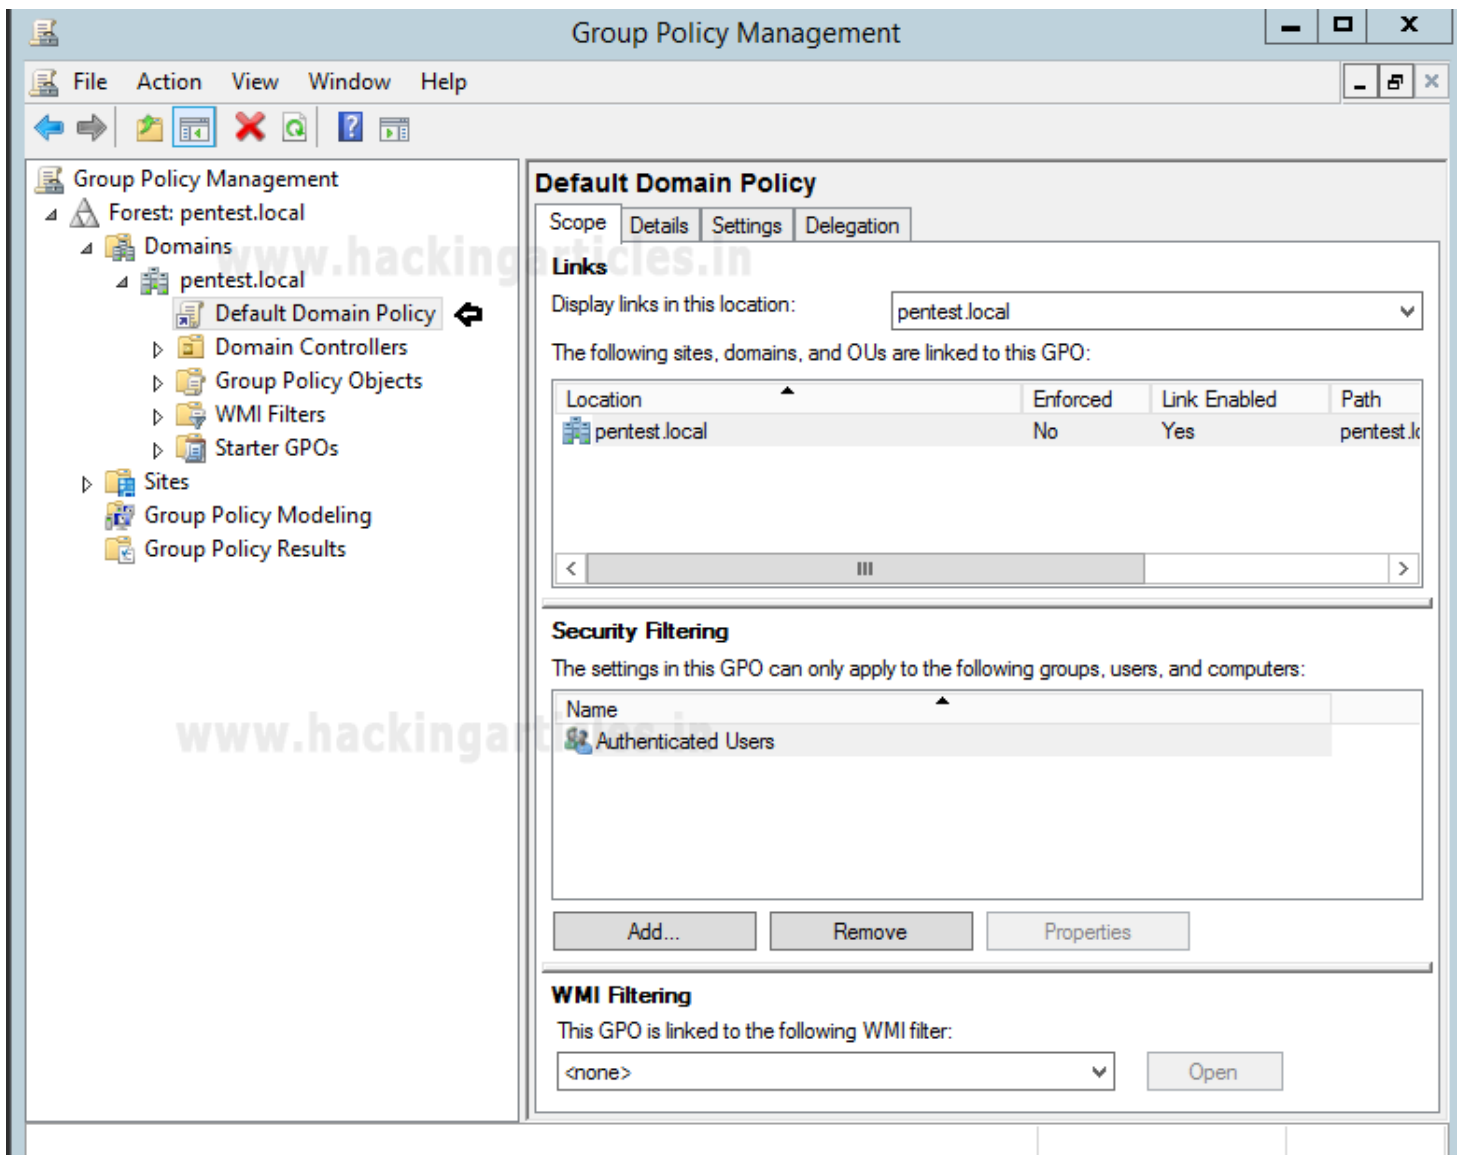 Group Policy Management
File Action View Window Help
Group Policy Management
Forest: pentest.local
Domains
pentest.local
Default Domain Policy
Domain Controllers
Group Policy Objects
WMI Filters
Starter GPOs
Sites
Group Policy Modeling
Group Policy Results
Default Domain Policy
Scope Details Settings Delegation
Links
Display links in this location: pentest.local
The following sites, domains, and OUs are linked to this GPO:
Location Enforced Link Enabled Path
pentest.local No Yes pentest.lo
Security Filtering
The settings in this GPO can only apply to the following groups, users, and computers:
Name
Authenticated Users
Add... Remove Properties
WMI Filtering
This GPO is linked to the following WMI filter:
<none> Open
www.hackingarticles.in
www.hackingarticles.in